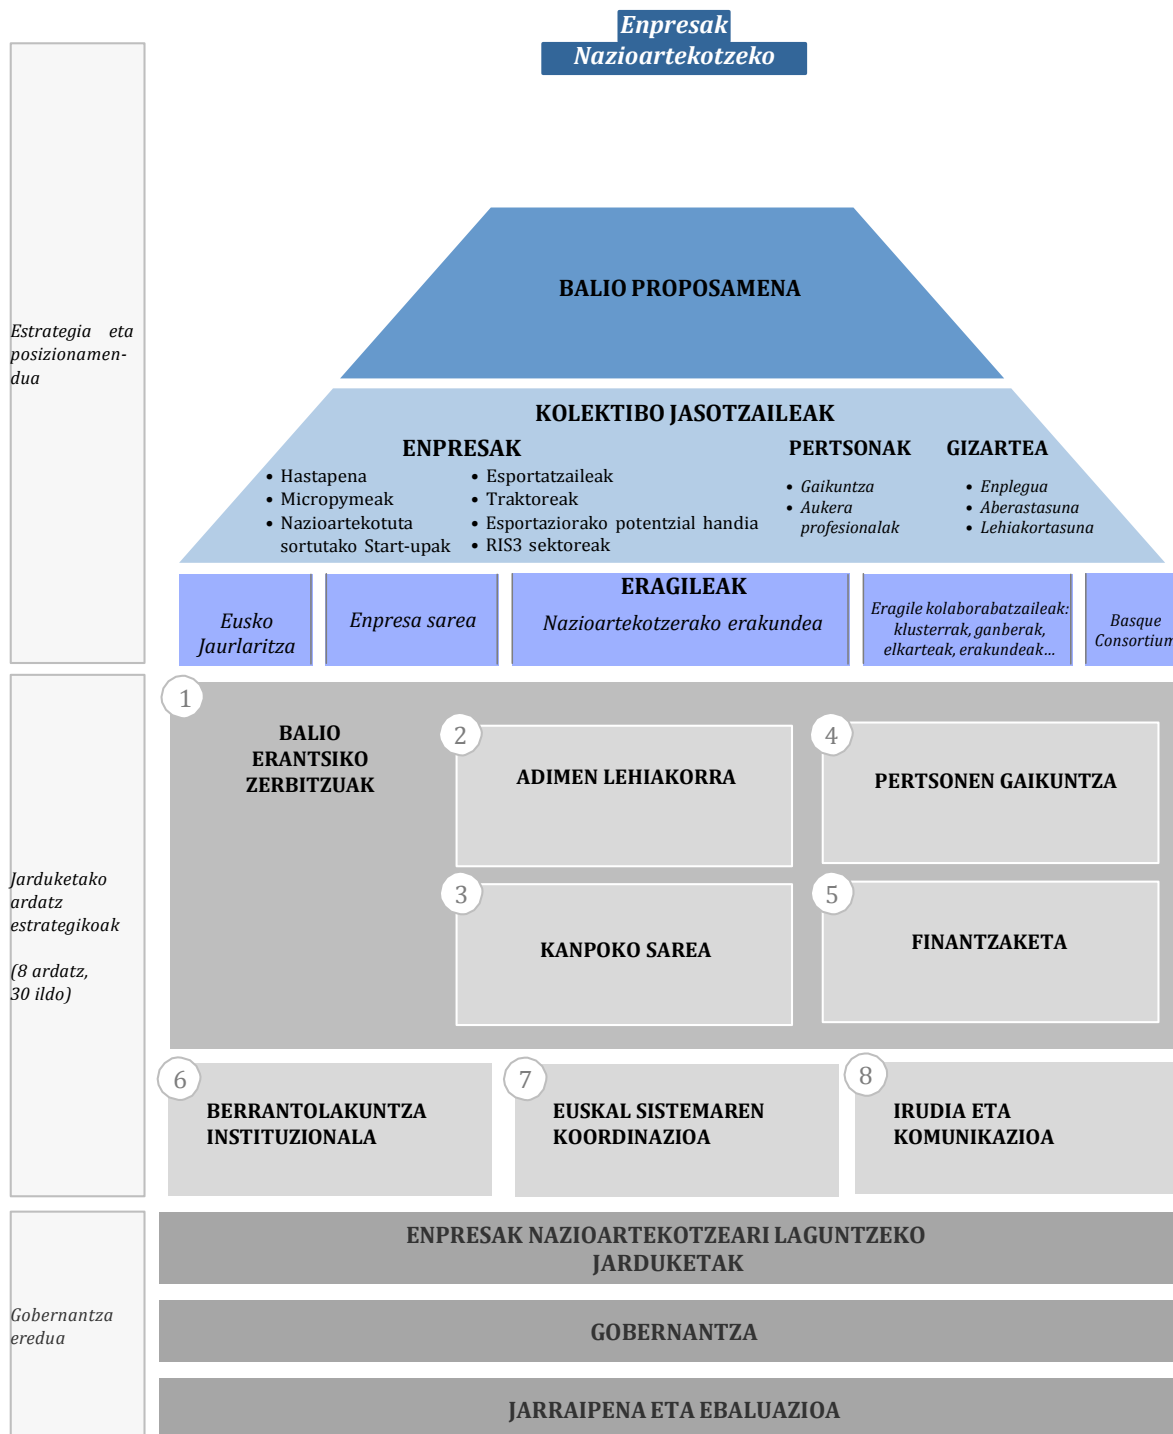 Enpresak
Nazioartekotzeko
Estrategia eta
posizionamen-
dua
BALIO PROPOSAMENA
KOLEKTIBO JASOTZAILEAK
ENPRESAK
• Hastapena
• Micropymeak
• Nazioartekotuta
sortutako Start-upak
• Esportatzaileak
• Traktoreak
• Esportaziorako potentzial handia
• RIS3 sektoreak
PERTSONAK
• Gaikuntza
• Aukera
profesionalak
GIZARTEA
• Enplegua
• Aberastasuna
• Lehiakortasuna
ERAGILEAK
Eusko
Jaurlaritza
Enpresa sarea
Nazioartekotzerako erakundea
Eragile kolaborabatzaileak:
klusterrak, ganberak,
elkarteak, erakundeak...
Basque
Consortium
Jarduketako
ardatz
estrategikoak
(8 ardatz,
30 ildo)
1
BALIO
ERANTSIKO
ZERBITZUAK
2
ADIMEN LEHIAKORRA
4
PERTSONEN GAIKUNTZA
3
KANPOKO SAREA
5
FINANTZAKETA
6
BERRANTOLAKUNTZA
INSTITUZIONALA
7
EUSKAL SISTEMAREN
KOORDINAZIOA
8
IRUDIA ETA
KOMUNIKAZIOA
Gobernantza
eredua
ENPRESAK NAZIOARTEKOTZEARI LAGUNTZEKO
JARDUKETAK
GOBERNANTZA
JARRAIPENA ETA EBALUAZIOA